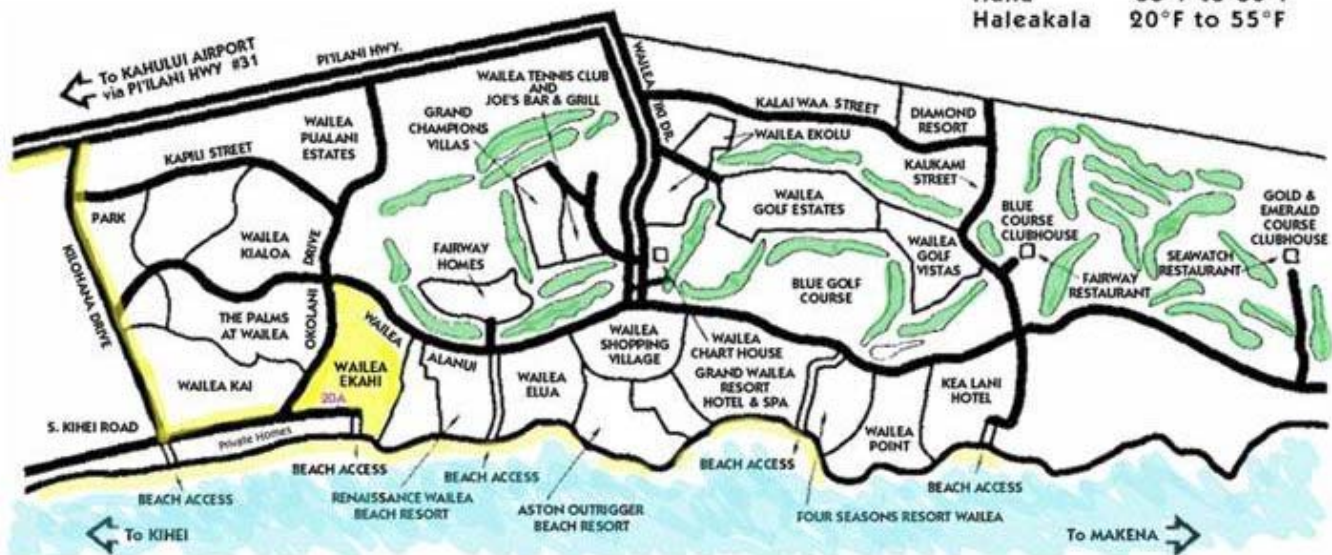 Haleakala 20°F to 55°F
To KAHULUI AIRPORT
via PI'ILANI HWY #31
PI'ILANI HWY.
WAILEA IKI DR.
WAILEA TENNIS CLUB
AND
JOE'S BAR & GRILL
GRAND
CHAMPIONS
VILLAS
WAILEA
PUALANI
ESTATES
KAPILI STREET
KALAI WAA STREET
DIAMOND
RESORT
WAILEA EKOLU
KAUKAMI
STREET
PARK
WAILEA
KIALOA
OKOLANI DRIVE
KILOHANA DRIVE
FAIRWAY
HOMES
WAILEA
GOLF ESTATES
WAILEA
GOLF
VISTAS
BLUE
COURSE
CLUBHOUSE
GOLD &
EMERALD
COURSE
CLUBHOUSE
SEAWATCH
RESTAURANT
FAIRWAY
RESTAURANT
BLUE GOLF
COURSE
THE PALMS
AT WAILEA
WAILEA ALANUI
WAILEA
EKAHI
20A
WAILEA KAI
WAILEA
SHOPPING
VILLAGE
WAILEA
CHART HOUSE
GRAND WAILEA
RESORT
HOTEL & SPA
WAILEA
ELUA
KEA LANI
HOTEL
WAILEA
POINT
S. KIHEI ROAD
Private Homes
BEACH ACCESS
BEACH ACCESS
BEACH ACCESS
BEACH ACCESS
BEACH ACCESS
RENAISSANCE WAILEA
BEACH RESORT
ASTON OUTRIGGER
BEACH RESORT
FOUR SEASONS RESORT WAILEA
To KIHEI
To MAKENA